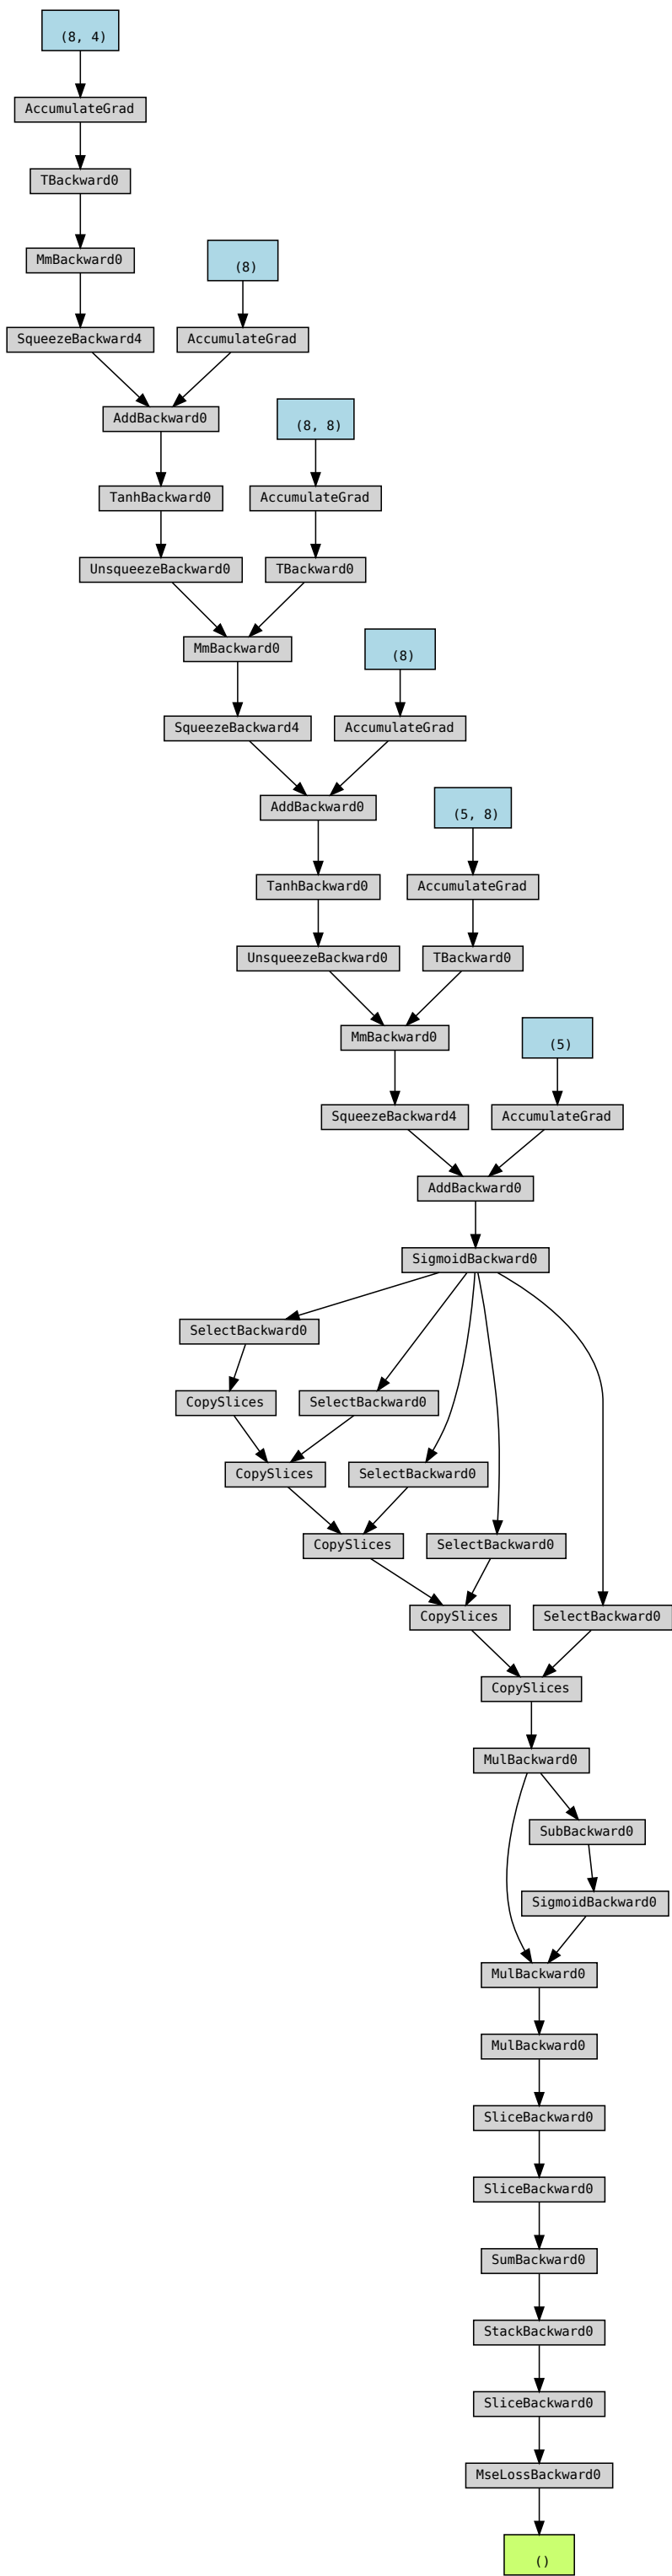 (8, 4)
AccumulateGrad
TBackward0
MmBackward0
(8)
SqueezeBackward4
AccumulateGrad
AddBackward0
(8, 8)
TanhBackward0
AccumulateGrad
UnsqueezeBackward0
TBackward0
MmBackward0
(8)
SqueezeBackward4
AccumulateGrad
AddBackward0
(5, 8)
TanhBackward0
AccumulateGrad
UnsqueezeBackward0
TBackward0
MmBackward0
(5)
SqueezeBackward4
AccumulateGrad
AddBackward0
SigmoidBackward0
SelectBackward0
CopySlices
SelectBackward0
CopySlices
SelectBackward0
CopySlices
SelectBackward0
CopySlices
SelectBackward0
CopySlices
MulBackward0
SubBackward0
SigmoidBackward0
MulBackward0
MulBackward0
SliceBackward0
SliceBackward0
SumBackward0
StackBackward0
SliceBackward0
MseLossBackward0
()